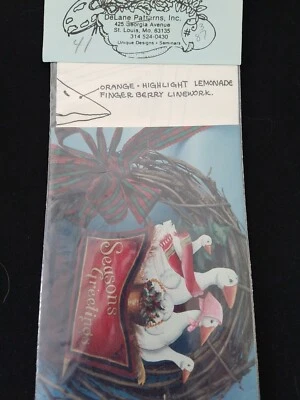 DeLane Patterns, Inc.
425 Georgia Avenue
St. Louis, Mo. 63135
314 524-0430
Unique Designs • Seminars
41
87
ORANGE - HIGHLIGHT LEMONADE
FINGER BERRY LINEWORK.
Seasons
Greetings